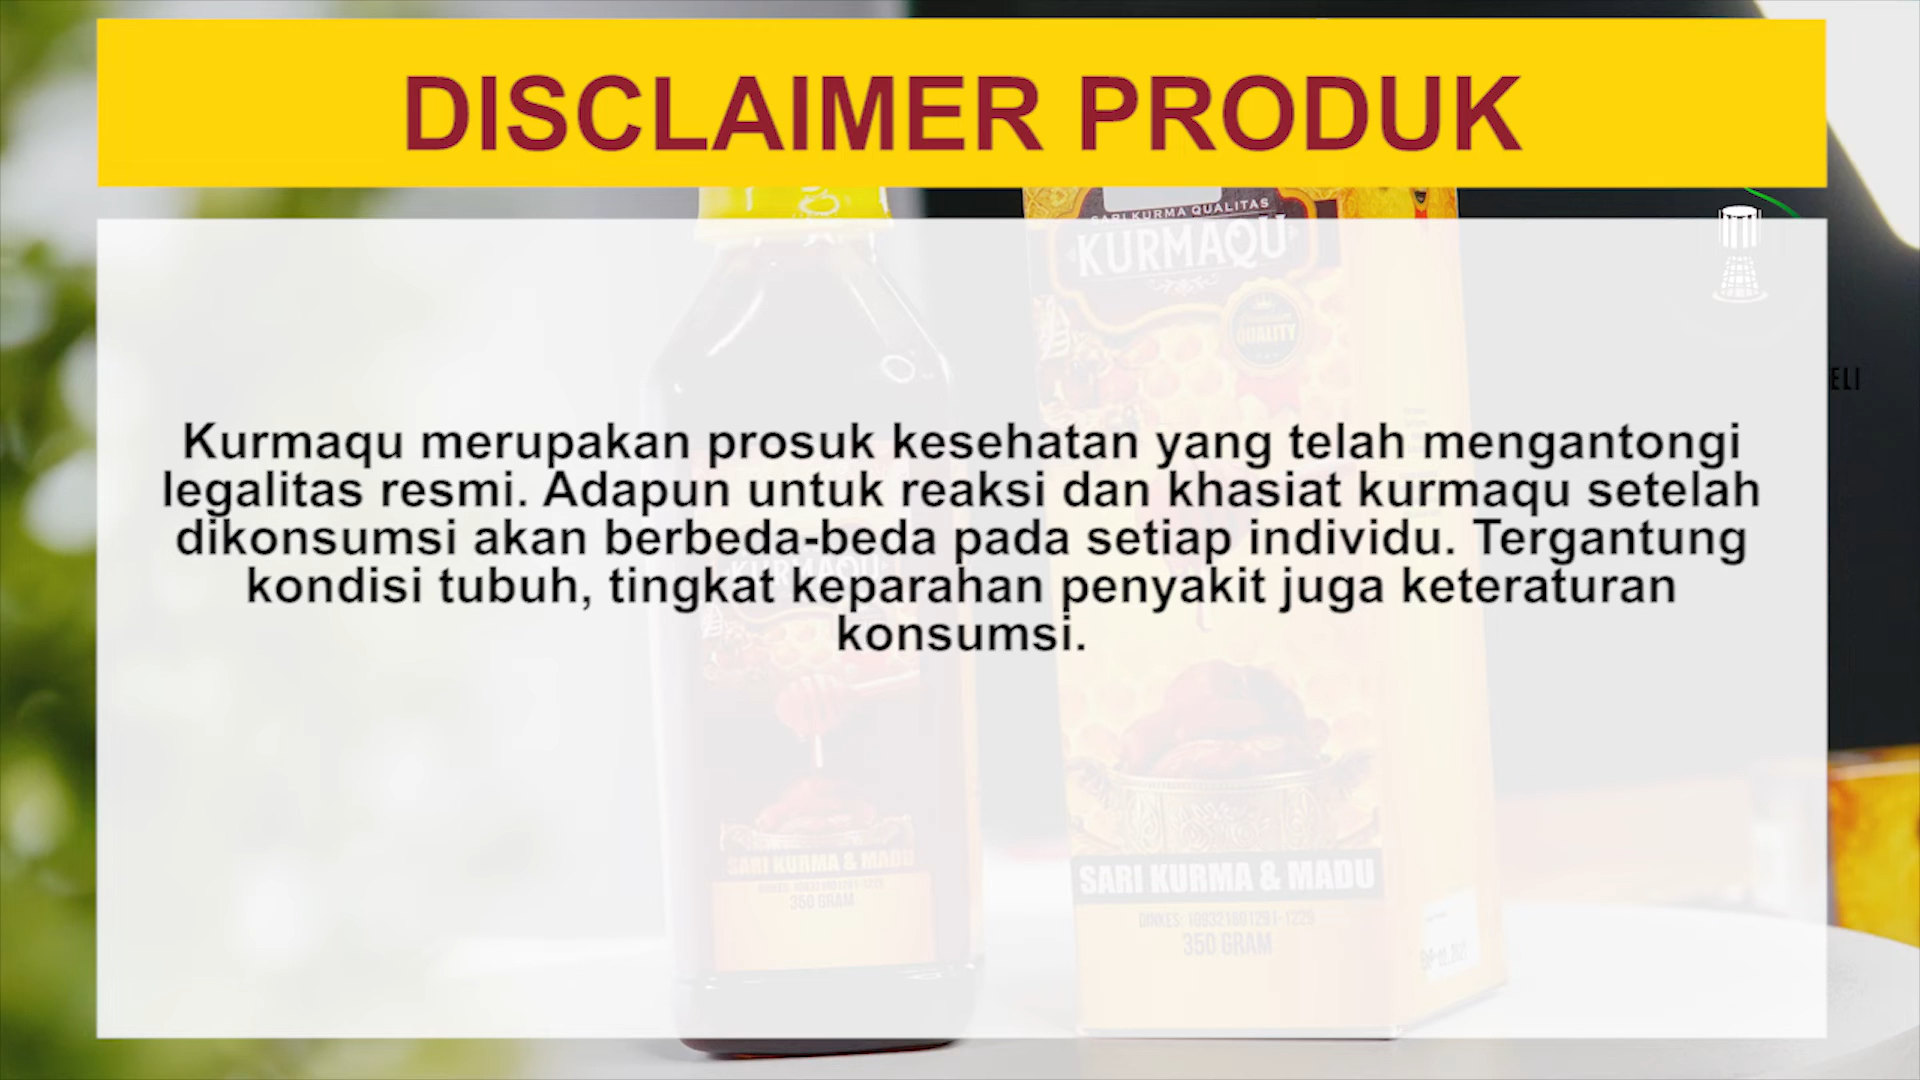 DISCLAIMER PRODUK
SARI KURMA QUALITAS
KURMAQU
QUALITY
ELI
Kurmaqu merupakan prosuk kesehatan yang telah mengantongi
legalitas resmi. Adapun untuk reaksi dan khasiat kurmaqu setelah
dikonsumsi akan berbeda-beda pada setiap individu. Tergantung
kondisi tubuh, tingkat keparahan penyakit juga keteraturan
konsumsi.
KURMAQU
SARI KURMA & MADU
350 GRAM
SARI KURMA & MADU
350 GRAM